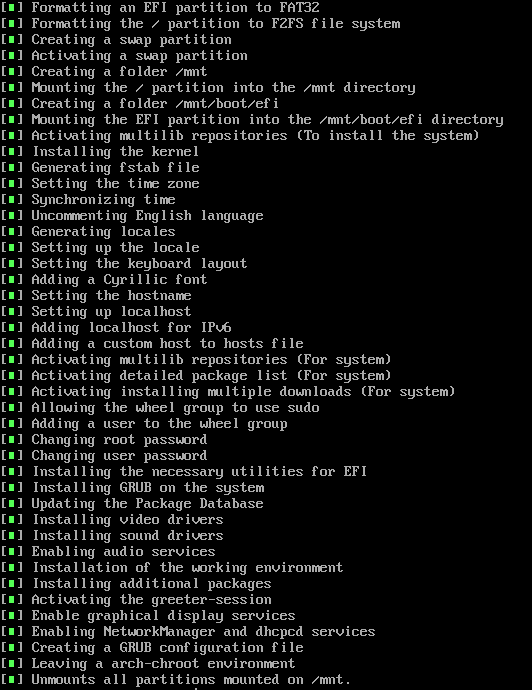 [▪] Formatting an EFI partition to FAT32
[▪] Formatting the / partition to F2FS file system
[▪] Creating a swap partition
[▪] Activating a swap partition
[▪] Creating a folder /mnt
[▪] Mounting the / partition into the /mnt directory
[▪] Creating a folder /mnt/boot/efi
[▪] Mounting the EFI partition into the /mnt/boot/efi directory
[▪] Activating multilib repositories (To install the system)
[▪] Installing the kernel
[▪] Generating fstab file
[▪] Setting the time zone
[▪] Synchronizing time
[▪] Uncommenting English language
[▪] Generating locales
[▪] Setting up the locale
[▪] Setting the keyboard layout
[▪] Adding a Cyrillic font
[▪] Setting the hostname
[▪] Setting up localhost
[▪] Adding localhost for IPv6
[▪] Adding a custom host to hosts file
[▪] Activating multilib repositories (For system)
[▪] Activating detailed package list (For system)
[▪] Activating installing multiple downloads (For system)
[▪] Allowing the wheel group to use sudo
[▪] Adding a user to the wheel group
[▪] Changing root password
[▪] Changing user password
[▪] Installing the necessary utilities for EFI
[▪] Installing GRUB on the system
[▪] Updating the Package Database
[▪] Installing video drivers
[▪] Installing sound drivers
[▪] Enabling audio services
[▪] Installation of the working environment
[▪] Installing additional packages
[▪] Activating the greeter-session
[▪] Enable graphical display services
[▪] Enabling NetworkManager and dhcpcd services
[▪] Creating a GRUB configuration file
[▪] Leaving a arch-chroot environment
[▪] Unmounts all partitions mounted on /mnt.